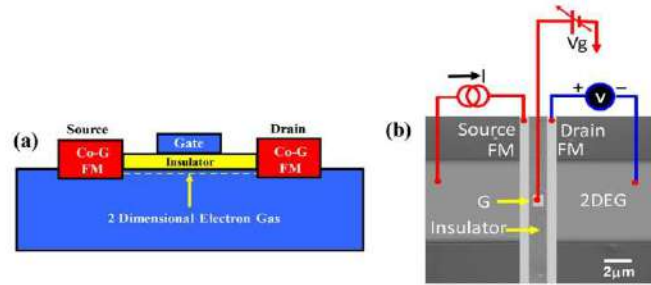 (a)
Source
Gate
Drain
Co-G
FM
Insulator
Co-G
FM
2 Dimensional Electron Gas
(b)
Vg
I
+
V
−
Source
FM
Drain
FM
G
2DEG
Insulator
2μm